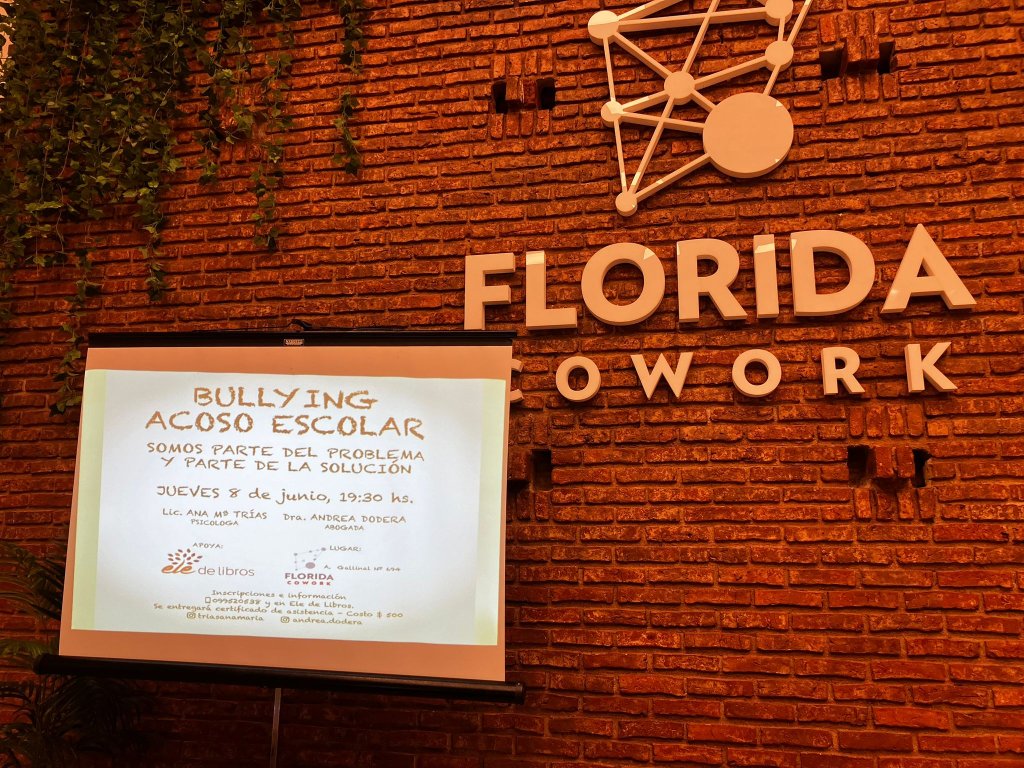 FLORIDA
COWORK
BULLYING
ACOSO ESCOLAR
SOMOS PARTE DEL PROBLEMA
Y PARTE DE LA SOLUCIÓN
JUEVES 8 de junio, 19:30 hs.
Lic. ANA Mª TRÍAS Dra. ANDREA DODERA
PSICOLOGA ABOGADA
APOYA: LUGAR:
ele de libros
A. Gallinal Nº
FLORIDA
COWORK
Inscripciones e información
099520638 y en Ele de Libros.
Se entregará certificado de asistencia - Costo $ 500
triasanamaria andrea.dodera